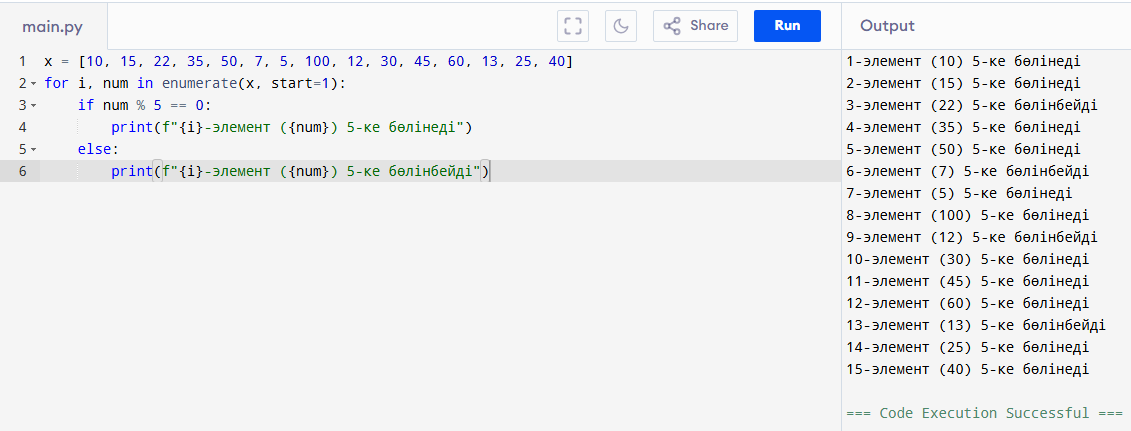 main.py
Share
Run
Output
1 x = [10, 15, 22, 35, 50, 7, 5, 100, 12, 30, 45, 60, 13, 25, 40]
2 for i, num in enumerate(x, start=1):
3     if num % 5 == 0:
4         print(f"{i}-элемент ({num}) 5-ке бөлінеді")
5     else:
6         print(f"{i}-элемент ({num}) 5-ке бөлінбейді")
1-элемент (10) 5-ке бөлінеді
2-элемент (15) 5-ке бөлінеді
3-элемент (22) 5-ке бөлінбейді
4-элемент (35) 5-ке бөлінеді
5-элемент (50) 5-ке бөлінеді
6-элемент (7) 5-ке бөлінбейді
7-элемент (5) 5-ке бөлінеді
8-элемент (100) 5-ке бөлінеді
9-элемент (12) 5-ке бөлінбейді
10-элемент (30) 5-ке бөлінеді
11-элемент (45) 5-ке бөлінеді
12-элемент (60) 5-ке бөлінеді
13-элемент (13) 5-ке бөлінбейді
14-элемент (25) 5-ке бөлінеді
15-элемент (40) 5-ке бөлінеді
=== Code Execution Successful ===